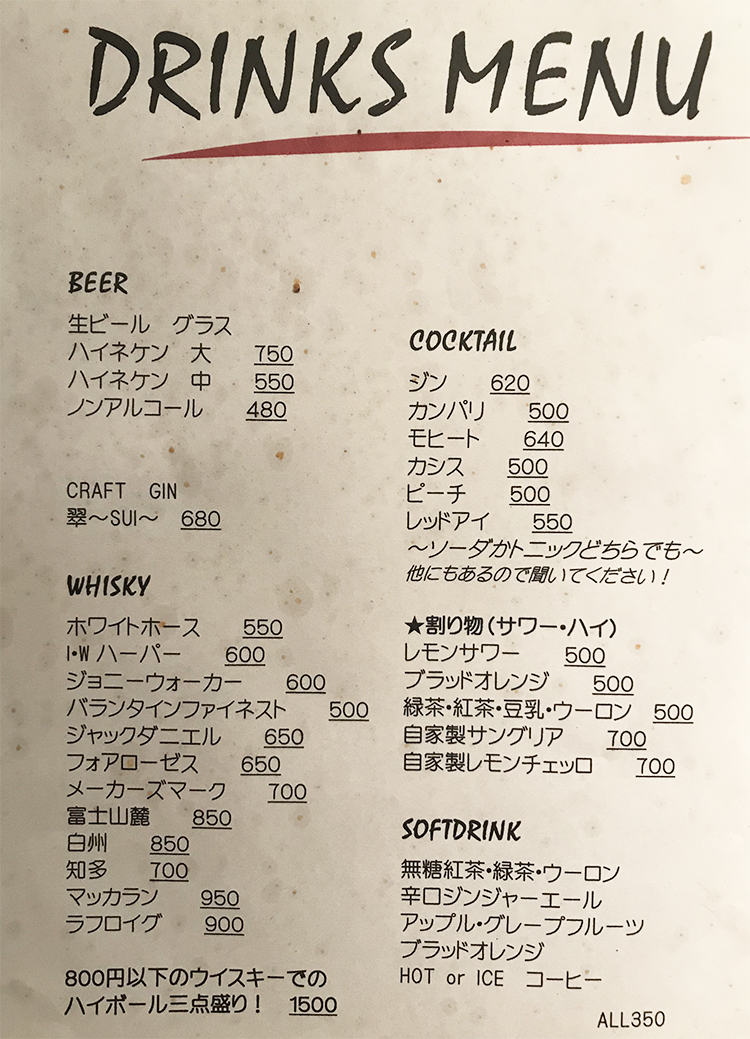 DRINKS MENU
BEER
生ビール　グラス
ハイネケン　大　750
ハイネケン　中　550
ノンアルコール　480
CRAFT GIN
翠～SUI～　680
WHISKY
ホワイトホース　550
I・W ハーパー　600
ジョニーウォーカー　600
バランタインファイネスト　500
ジャックダニエル　650
フォアローゼス　650
メーカーズマーク　700
富士山麓　850
白州　850
知多　700
マッカラン　950
ラフロイグ　900
800円以下のウイスキーでの
ハイボール三点盛り！　1500
COCKTAIL
ジン　620
カンパリ　500
モヒート　640
カシス　500
ピーチ　500
レッドアイ　550
～ソーダかトニックどちらでも～
他にもあるので聞いてください！
★割り物（サワー・ハイ）
レモンサワー　500
ブラッドオレンジ　500
緑茶・紅茶・豆乳・ウーロン　500
自家製サングリア　700
自家製レモンチェッロ　700
SOFTDRINK
無糖紅茶・緑茶・ウーロン
辛口ジンジャーエール
アップル・グレープフルーツ
ブラッドオレンジ
HOT or ICE　コーヒー
ALL350